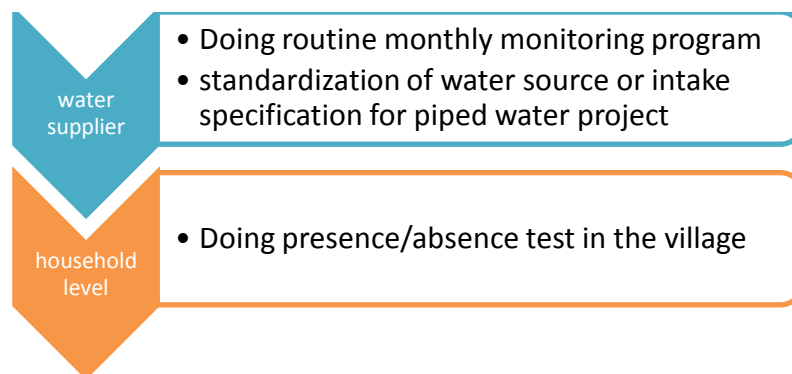 water
supplier
• Doing routine monthly monitoring program
• standardization of water source or intake
specification for piped water project
household
level
• Doing presence/absence test in the village